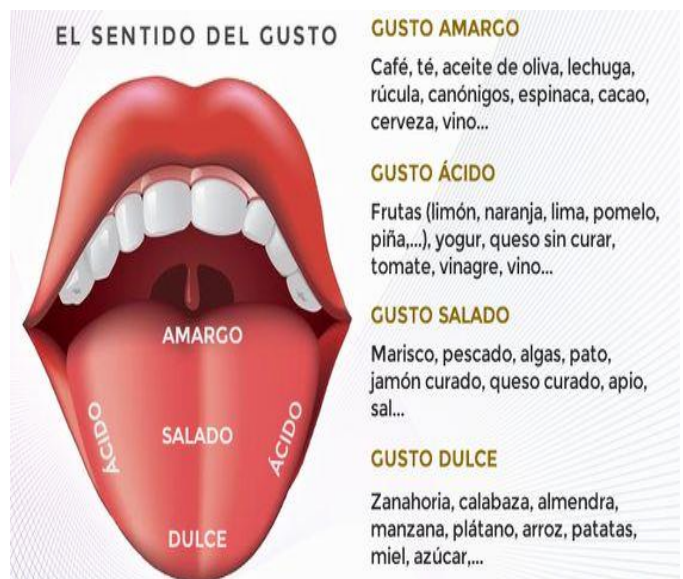 EL SENTIDO DEL GUSTO
AMARGO
ÁCIDO
SALADO
ÁCIDO
DULCE
GUSTO AMARGO
Café, té, aceite de oliva, lechuga,
rúcula, canónigos, espinaca, cacao,
cerveza, vino...
GUSTO ÁCIDO
Frutas (limón, naranja, lima, pomelo,
piña,...), yogur, queso sin curar,
tomate, vinagre, vino...
GUSTO SALADO
Marisco, pescado, algas, pato,
jamón curado, queso curado, apio,
sal...
GUSTO DULCE
Zanahoria, calabaza, almendra,
manzana, plátano, arroz, patatas,
miel, azúcar,...